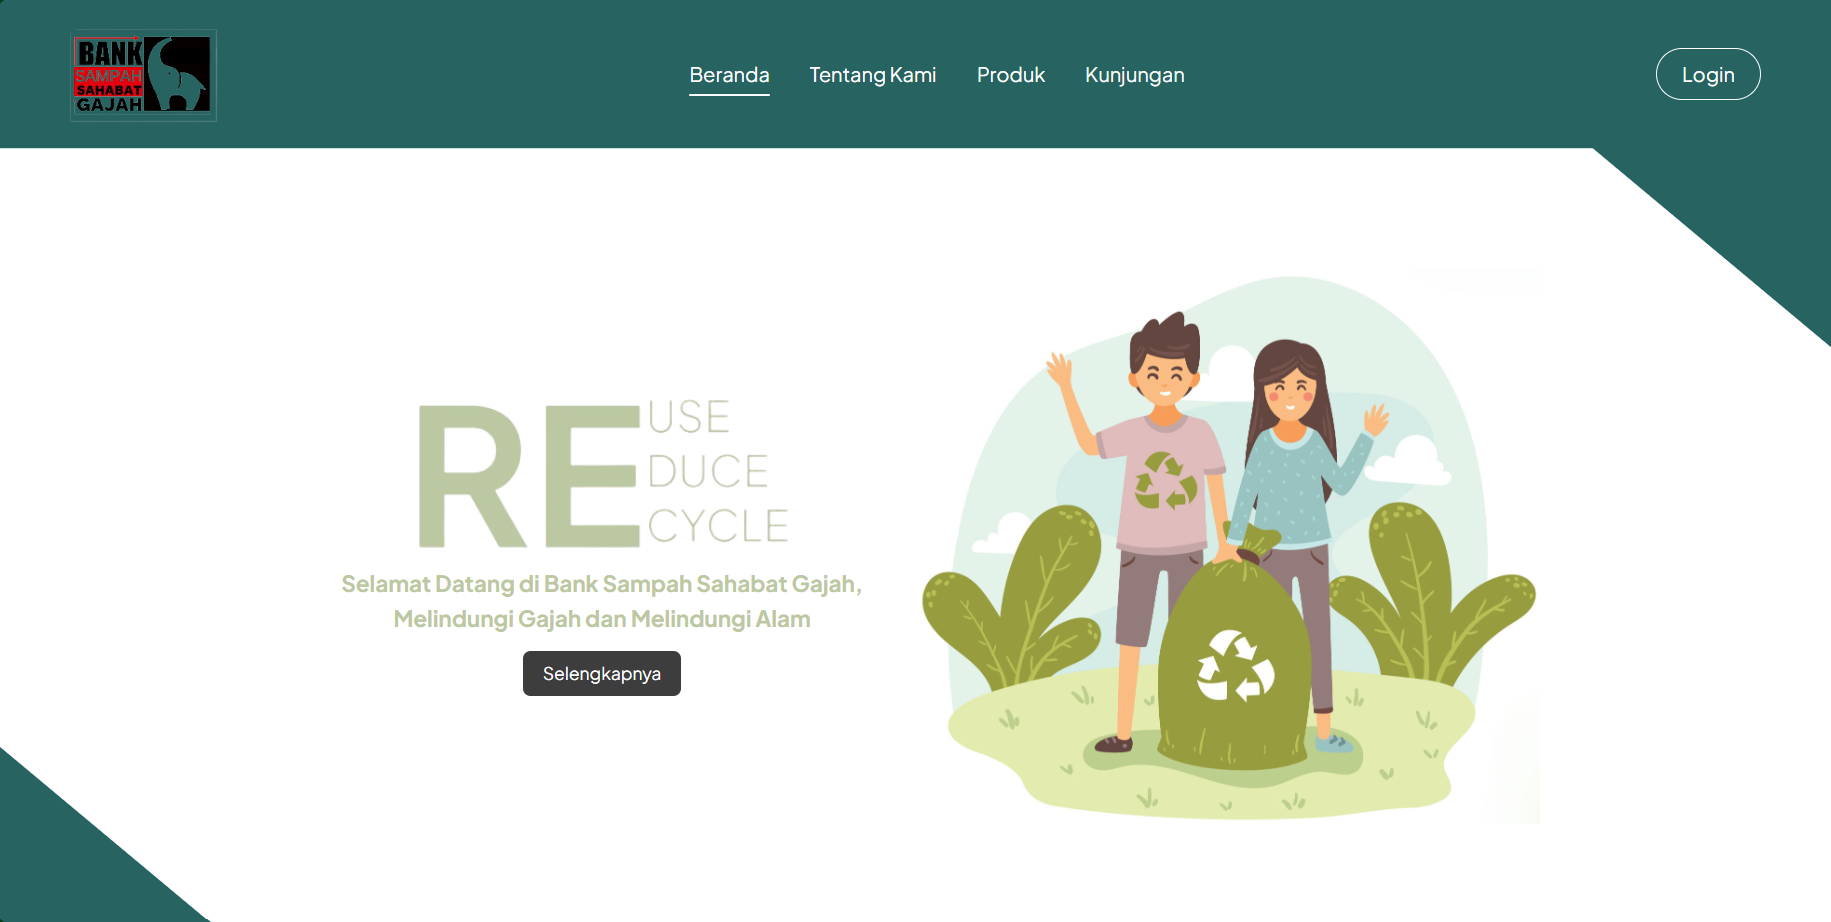 BANK
SAMPAH
SAHABAT
GAJAH
Beranda
Tentang Kami
Produk
Kunjungan
Login
RE
USE
DUCE
CYCLE
Selamat Datang di Bank Sampah Sahabat Gajah,
Melindungi Gajah dan Melindungi Alam
Selengkapnya